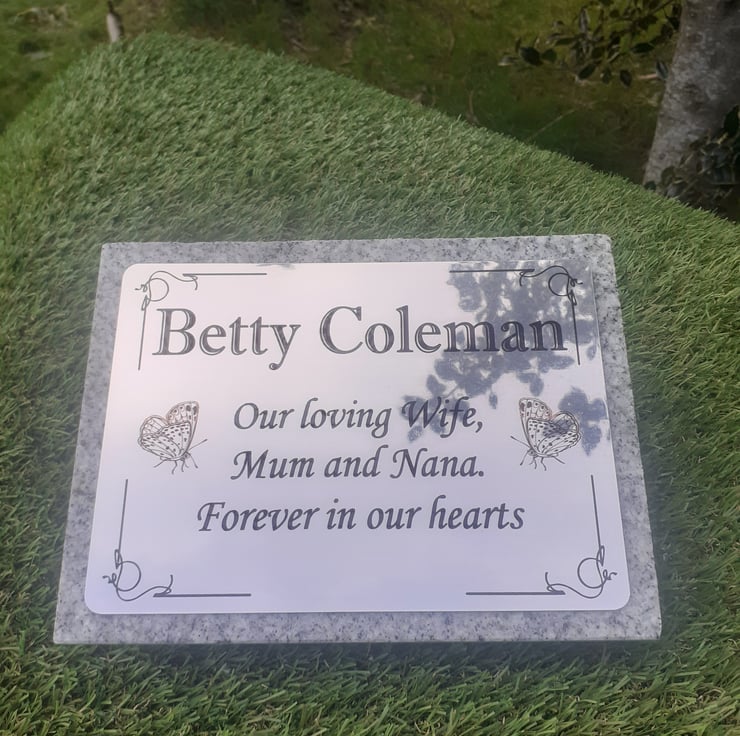 Betty Coleman
Our loving Wife,
Mum and Nana.
Forever in our hearts